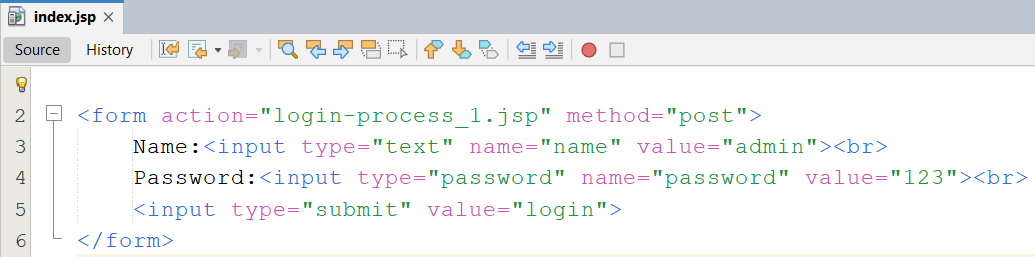 index.jsp
Source History
2 <form action="login-process_1.jsp" method="post">
3 Name:<input type="text" name="name" value="admin"><br>
4 Password:<input type="password" name="password" value="123"><br>
5 <input type="submit" value="login">
6 </form>